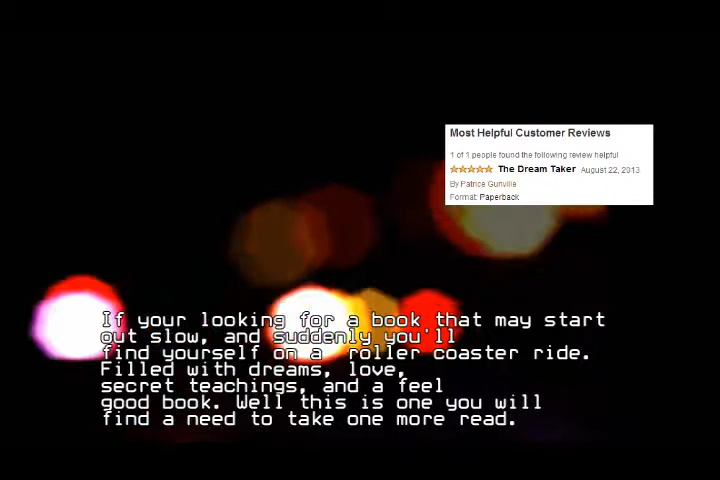 Most Helpful Customer Reviews
1 of 1 people found the following review helpful
The Dream Taker August 22, 2013
By Patrice Gunville
Format: Paperback
If your looking for a book that may start
out slow, and suddenly you'll
find yourself on a roller coaster ride.
Filled with dreams, love,
secret teachings, and a feel
good book. Well this is one you will
find a need to take one more read.